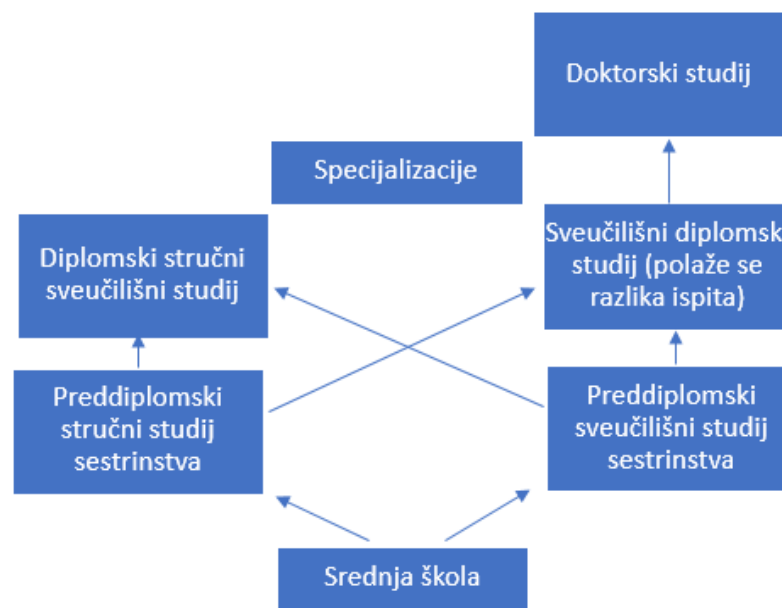 Doktorski studij
Specijalizacije
Diplomski stručni
sveučilišni studij
Sveučilišni diplomsk
studij (polaže se
razlika ispita)
Preddiplomski
stručni studij
sestrinstva
Preddiplomski
sveučilišni studij
sestrinstva
Srednja škola